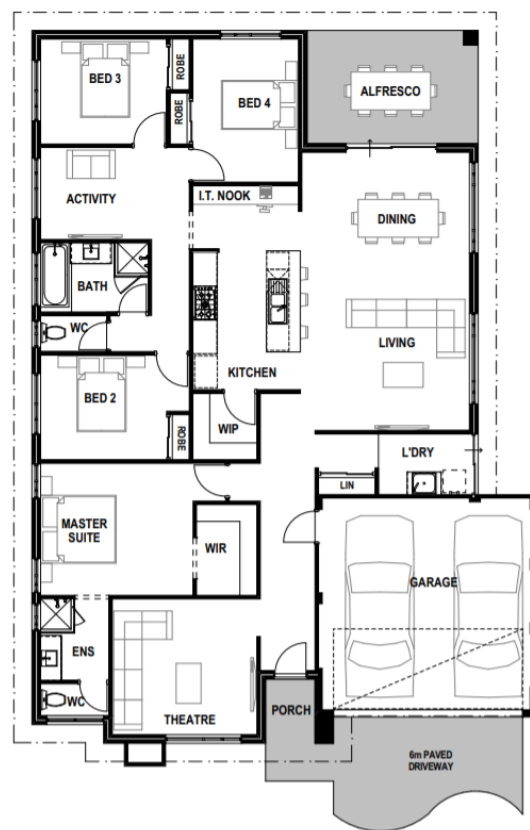 BED 3
ROBE
ROBE
BED 4
ALFRESCO
ACTIVITY
I.T. NOOK
DINING
BATH
WC
LIVING
KITCHEN
BED 2
ROBE
WIP
L'DRY
LIN
MASTER
SUITE
WIR
GARAGE
ENS
WC
THEATRE
PORCH
6m PAVED
DRIVEWAY